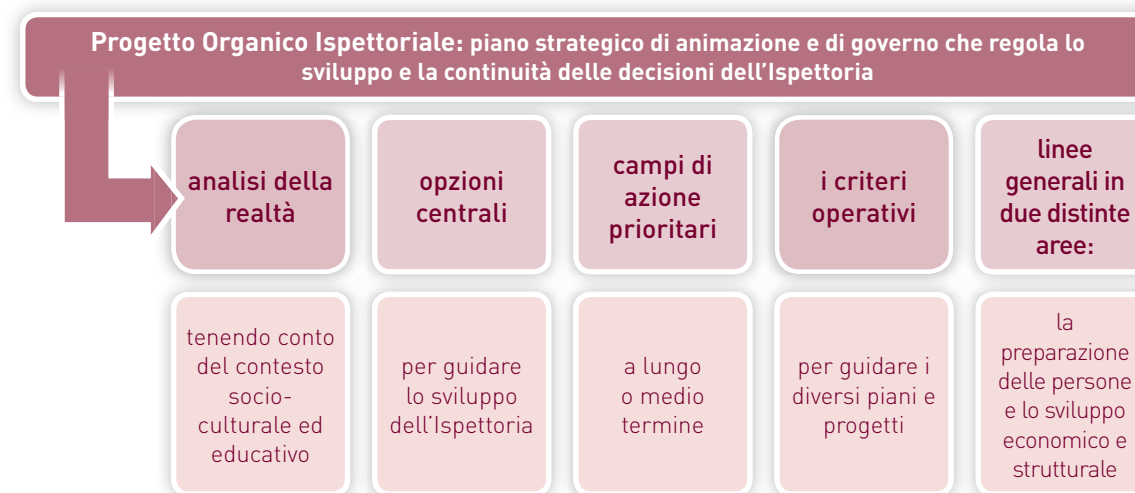 Progetto Organico Ispettoriale: piano strategico di animazione e di governo che regola lo
sviluppo e la continuità delle decisioni dell'Ispettoria
analisi della
realtà
opzioni
centrali
campi di
azione
prioritari
i criteri
operativi
linee
generali in
due distinte
aree:
tenendo conto
del contesto
socio-
culturale ed
educativo
per guidare
lo sviluppo
dell'Ispettoria
a lungo
o medio
termine
per guidare i
diversi piani e
progetti
la
preparazione
delle persone
e lo sviluppo
economico e
strutturale